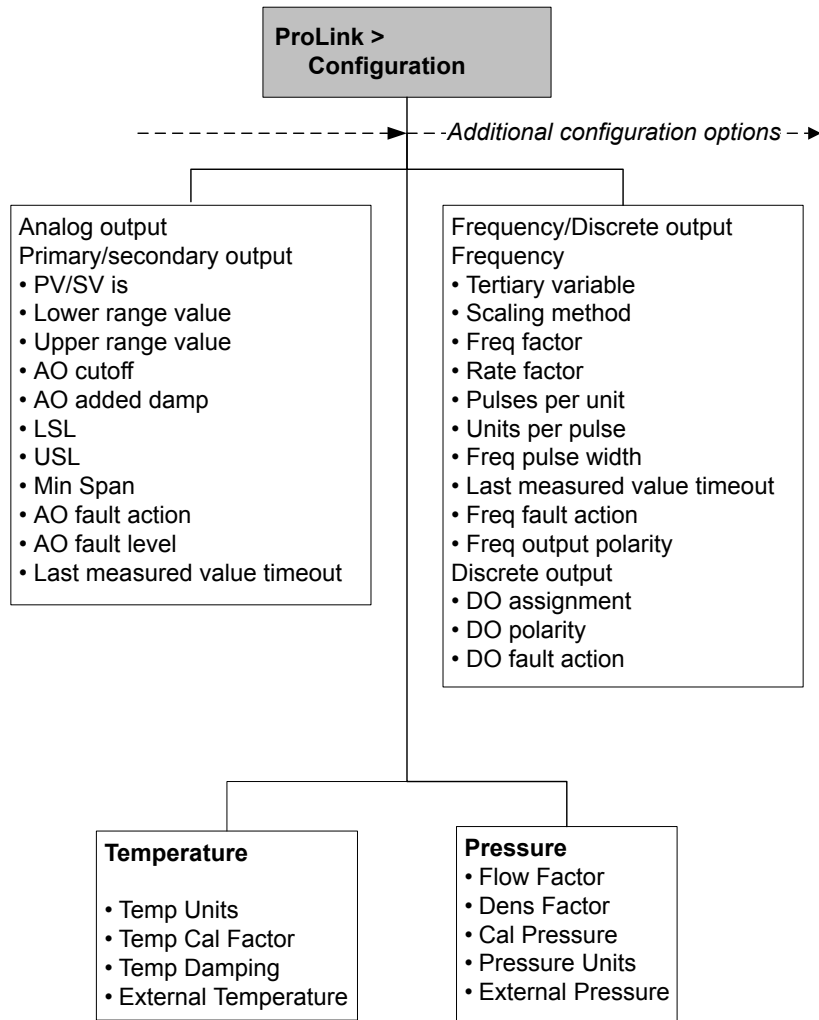 ProLink >
Configuration
Additional configuration options
Analog output
Primary/secondary output
• PV/SV is
• Lower range value
• Upper range value
• AO cutoff
• AO added damp
• LSL
• USL
• Min Span
• AO fault action
• AO fault level
• Last measured value timeout
Frequency/Discrete output
Frequency
• Tertiary variable
• Scaling method
• Freq factor
• Rate factor
• Pulses per unit
• Units per pulse
• Freq pulse width
• Last measured value timeout
• Freq fault action
• Freq output polarity
Discrete output
• DO assignment
• DO polarity
• DO fault action
Temperature
• Temp Units
• Temp Cal Factor
• Temp Damping
• External Temperature
Pressure
• Flow Factor
• Dens Factor
• Cal Pressure
• Pressure Units
• External Pressure